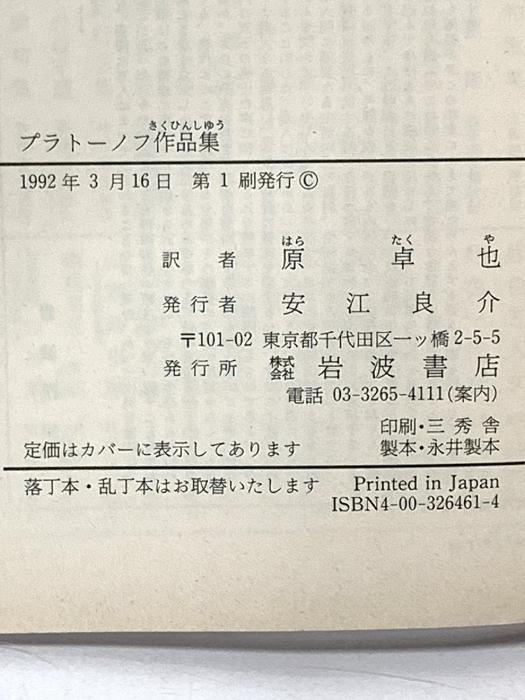 きくひんしゆう
プラトーノフ作品集
1992年3月16日 第1刷発行©
はら たく や
訳者 原卓也
発行者 安江良介
〒101-02 東京都千代田区一ッ橋2-5-5
発行所 株式会社 岩波書店
電話 03-3265-4111(案内)
印刷・三秀舎
定価はカバーに表示してあります 製本・永井製本
落丁本・乱丁本はお取替いたします Printed in Japan
ISBN4-00-326461-4